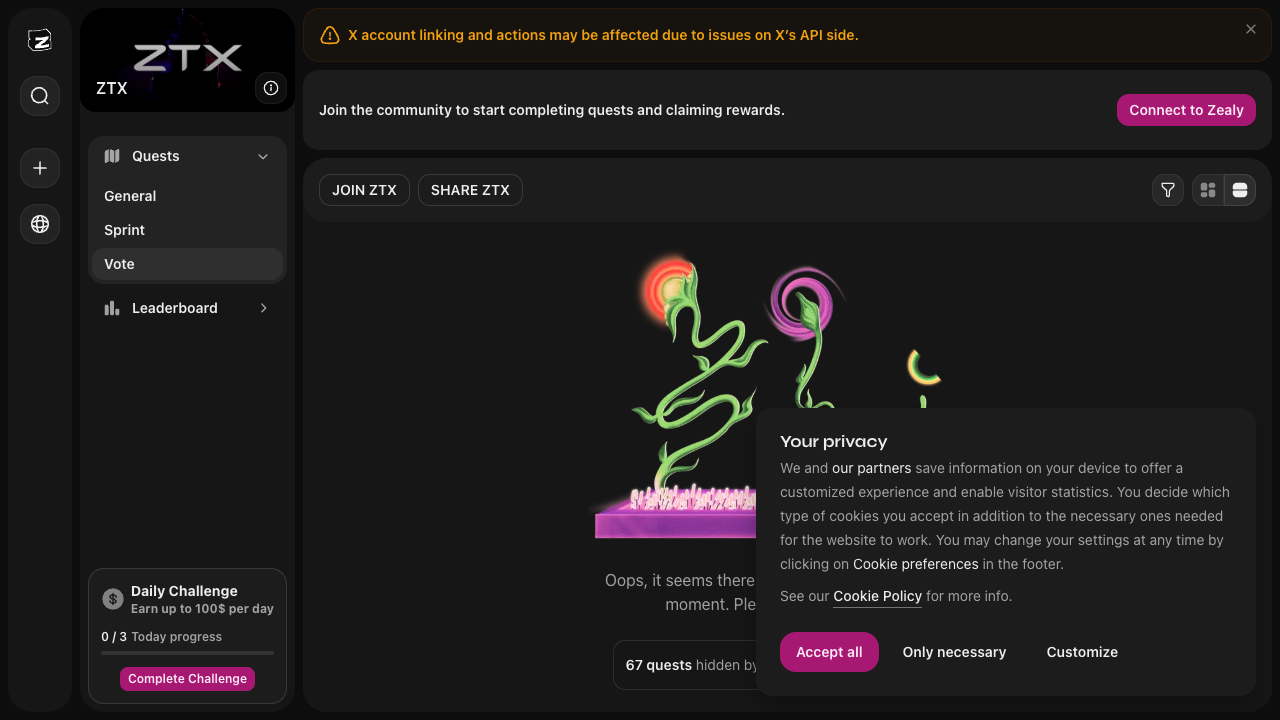 ZTX
ZTX
Quests
General
Sprint
Vote
Leaderboard
Daily Challenge
Earn up to 100$ per day
0 / 3 Today progress
Complete Challenge
X account linking and actions may be affected due to issues on X's API side.
Join the community to start completing quests and claiming rewards.
Connect to Zealy
JOIN ZTX
SHARE ZTX
Oops, it seems there
moment.
67 quests hidden by
Your privacy
We and our partners save information on your device to offer a
customized experience and enable visitor statistics. You decide which
type of cookies you accept in addition to the necessary ones needed
for the website to work. You may change your settings at any time by
clicking on Cookie preferences in the footer.
See our Cookie Policy for more info.
Accept all
Only necessary
Customize